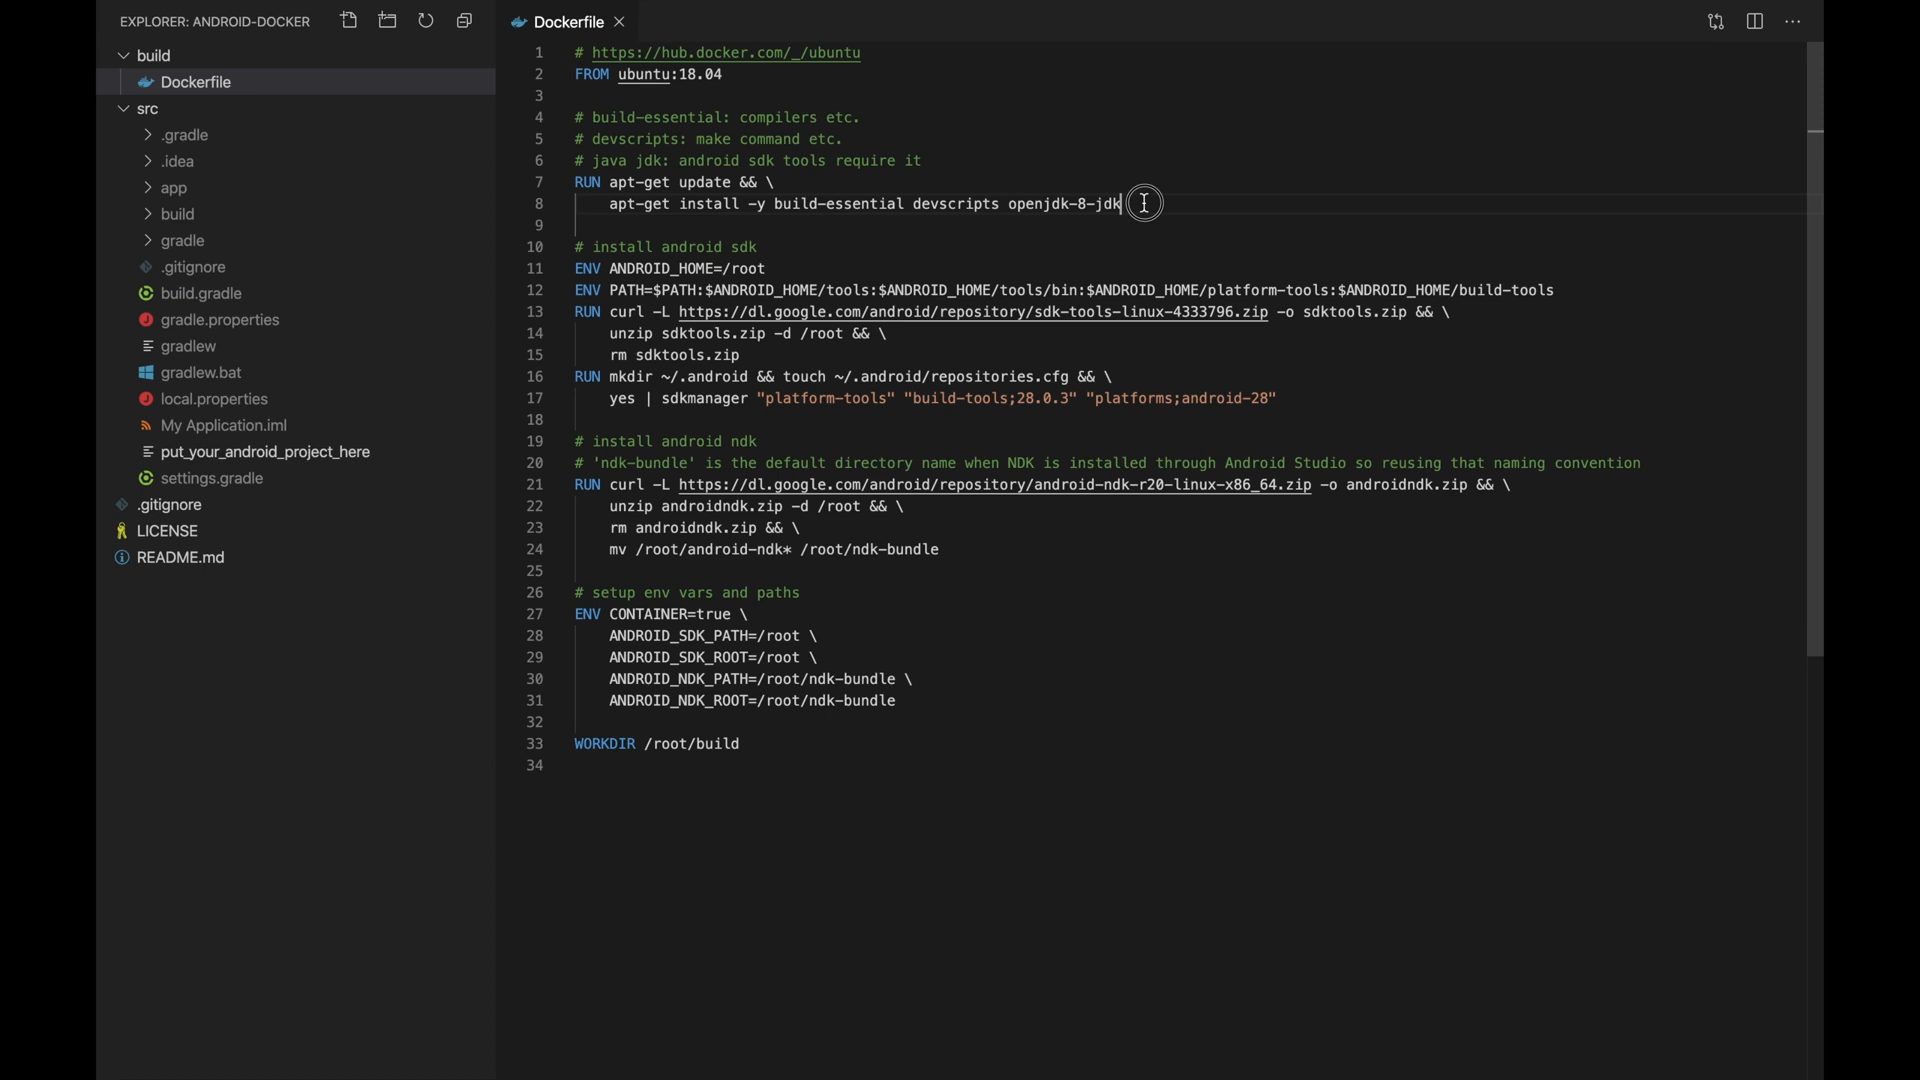 EXPLORER: ANDROID-DOCKER
build
Dockerfile
src
.gradle
.idea
app
build
gradle
.gitignore
build.gradle
gradle.properties
gradlew
gradlew.bat
local.properties
My Application.iml
put_your_android_project_here
settings.gradle
.gitignore
LICENSE
README.md
Dockerfile
1 # https://hub.docker.com/_/ubuntu
2 FROM ubuntu:18.04
3
4 # build-essential: compilers etc.
5 # devscripts: make command etc.
6 # java jdk: android sdk tools require it
7 RUN apt-get update && \
8 apt-get install -y build-essential devscripts openjdk-8-jdk
9
10 # install android sdk
11 ENV ANDROID_HOME=/root
12 ENV PATH=$PATH:$ANDROID_HOME/tools:$ANDROID_HOME/tools/bin:$ANDROID_HOME/platform-tools:$ANDROID_HOME/build-tools
13 RUN curl -L https://dl.google.com/android/repository/sdk-tools-linux-4333796.zip -o sdktools.zip && \
14 unzip sdktools.zip -d /root && \
15 rm sdktools.zip
16 RUN mkdir ~/.android && touch ~/.android/repositories.cfg && \
17 yes | sdkmanager "platform-tools" "build-tools;28.0.3" "platforms;android-28"
18
19 # install android ndk
20 # 'ndk-bundle' is the default directory name when NDK is installed through Android Studio so reusing that naming convention
21 RUN curl -L https://dl.google.com/android/repository/android-ndk-r20-linux-x86_64.zip -o androidndk.zip && \
22 unzip androidndk.zip -d /root && \
23 rm androidndk.zip && \
24 mv /root/android-ndk* /root/ndk-bundle
25
26 # setup env vars and paths
27 ENV CONTAINER=true \
28 ANDROID_SDK_PATH=/root \
29 ANDROID_SDK_ROOT=/root \
30 ANDROID_NDK_PATH=/root/ndk-bundle \
31 ANDROID_NDK_ROOT=/root/ndk-bundle
32
33 WORKDIR /root/build
34